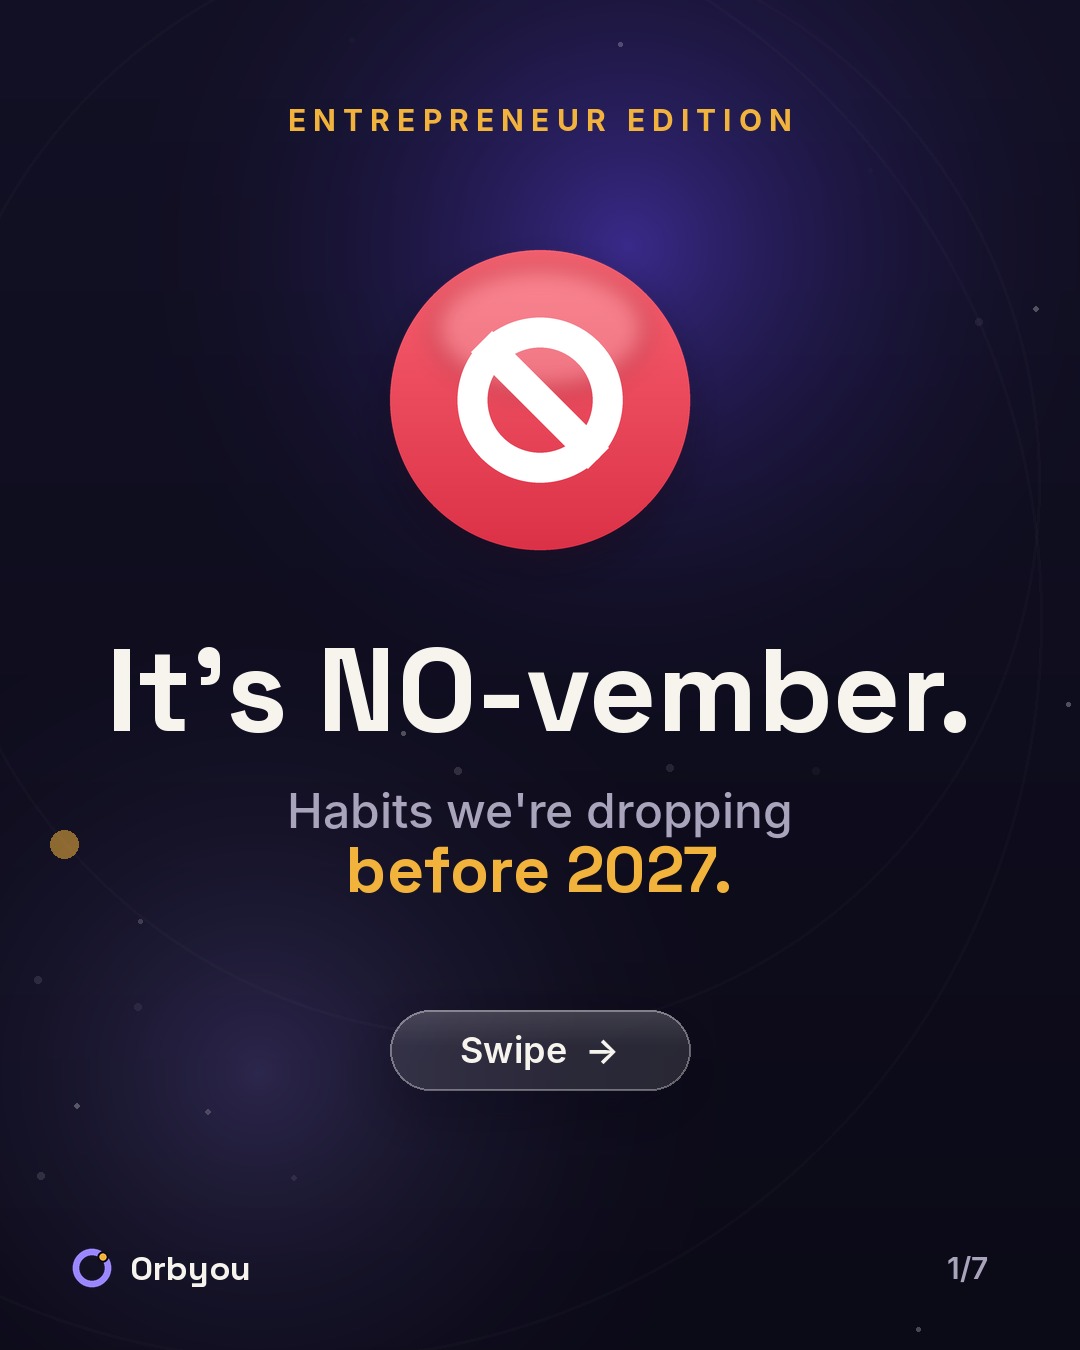 ENTREPRENEUR EDITION
It’s NO-vember.
Habits we're dropping
before 2027.
Swipe →
Orbyou
1/7